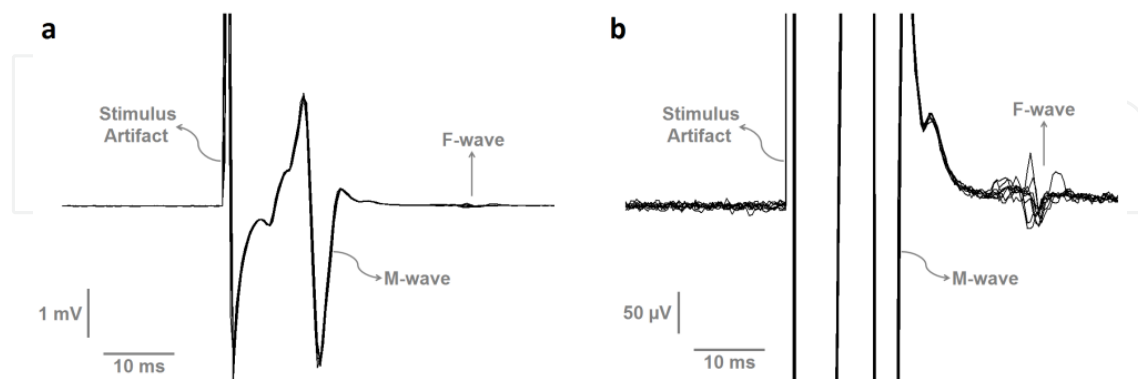 a
Stimulus
Artifact
F-wave
M-wave
1 mV
10 ms
b
Stimulus
Artifact
F-wave
M-wave
50 µV
10 ms